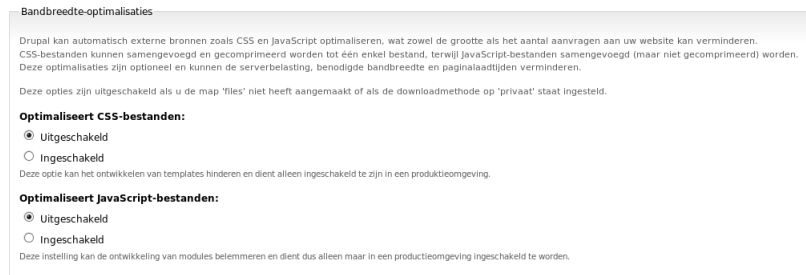 Bandbreedte-optimalisaties
Drupal kan automatisch externe bronnen zoals CSS en JavaScript optimaliseren, wat zowel de grootte als het aantal aanvragen aan uw website kan verminderen.
CSS-bestanden kunnen samengevoegd en gecomprimeerd worden tot één enkel bestand, terwijl JavaScript-bestanden samengevoegd (maar niet gecomprimeerd) worden.
Deze optimalisaties zijn optioneel en kunnen de serverbelasting, benodigde bandbreedte en paginalaadtijden verminderen.
Deze opties zijn uitgeschakeld als u de map 'files' niet heeft aangemaakt of als de downloadmethode op 'privaat' staat ingesteld.
Optimaliseert CSS-bestanden:
Uitgeschakeld
Ingeschakeld
Deze optie kan het ontwikkelen van templates hinderen en dient alleen ingeschakeld te zijn in een produktieomgeving.
Optimaliseert JavaScript-bestanden:
Uitgeschakeld
Ingeschakeld
Deze instelling kan de ontwikkeling van modules belemmeren en dient dus alleen maar in een productieomgeving ingeschakeld te worden.